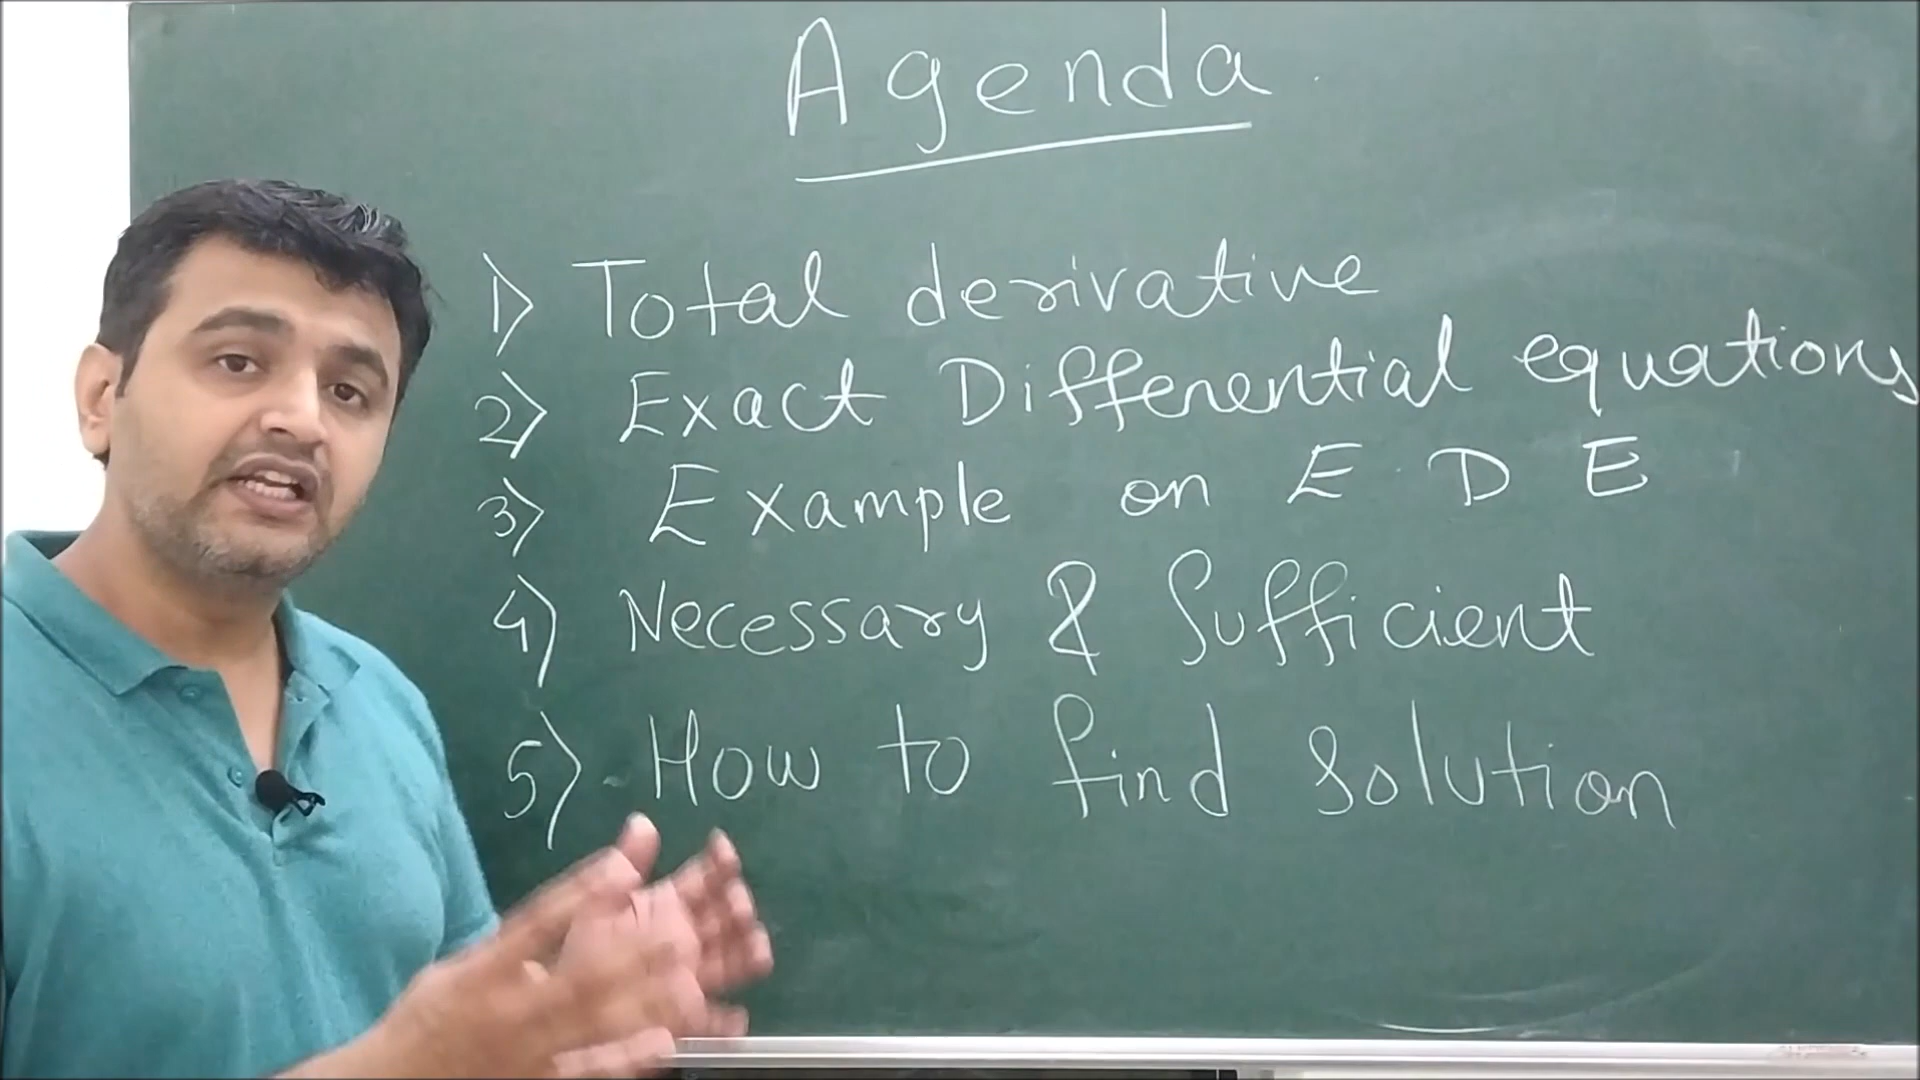 Agenda
1) Total derivative
2) Exact Differential equations
3) Example on E D E
4) Necessary & Sufficient
5) How to find solution